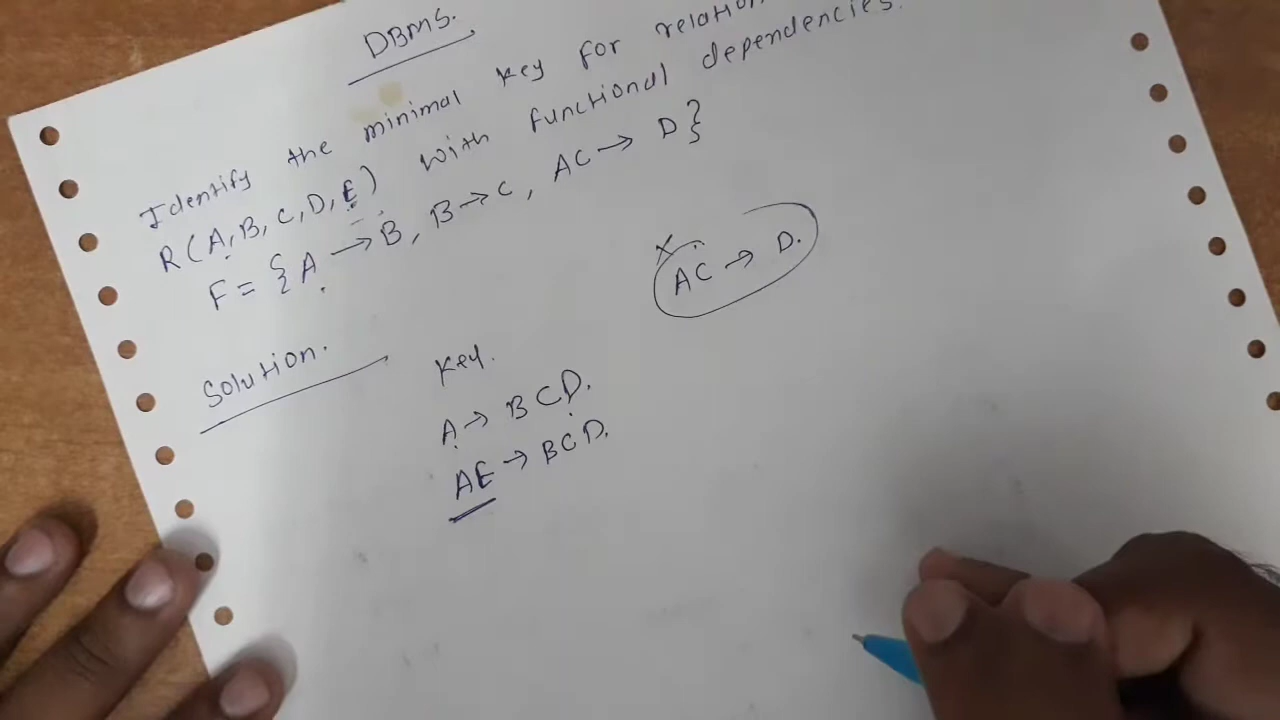 DBMS.
Identify the minimal key for relation
R(A, B, C, D, E) with functional dependencies.
F = {A → B, B → C, AC → D}
X
AC → D.
Solution.
Key.
A → BCD.
AE → BCD.